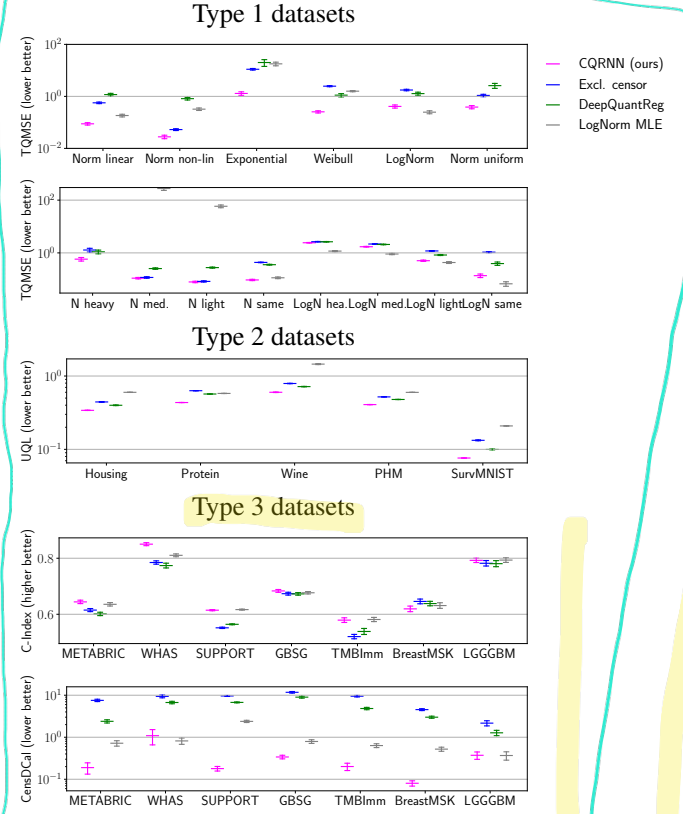 Type 1 datasets
TQMSE (lower better)
10^2
10^0
10^−2
Norm linear Norm non-lin Exponential Weibull LogNorm Norm uniform
CQRNN (ours)
Excl. censor
DeepQuantReg
LogNorm MLE
TQMSE (lower better)
10^2
10^0
N heavy N med. N light N same LogN hea. LogN med. LogN light LogN same
Type 2 datasets
UQL (lower better)
10^0
10^−1
Housing Protein Wine PHM SurvMNIST
Type 3 datasets
C-Index (higher better)
0.8
0.6
METABRIC WHAS SUPPORT GBSG TMBImm BreastMSK LGGGBM
CensDCal (lower better)
10^1
10^0
10^−1
METABRIC WHAS SUPPORT GBSG TMBImm BreastMSK LGGGBM